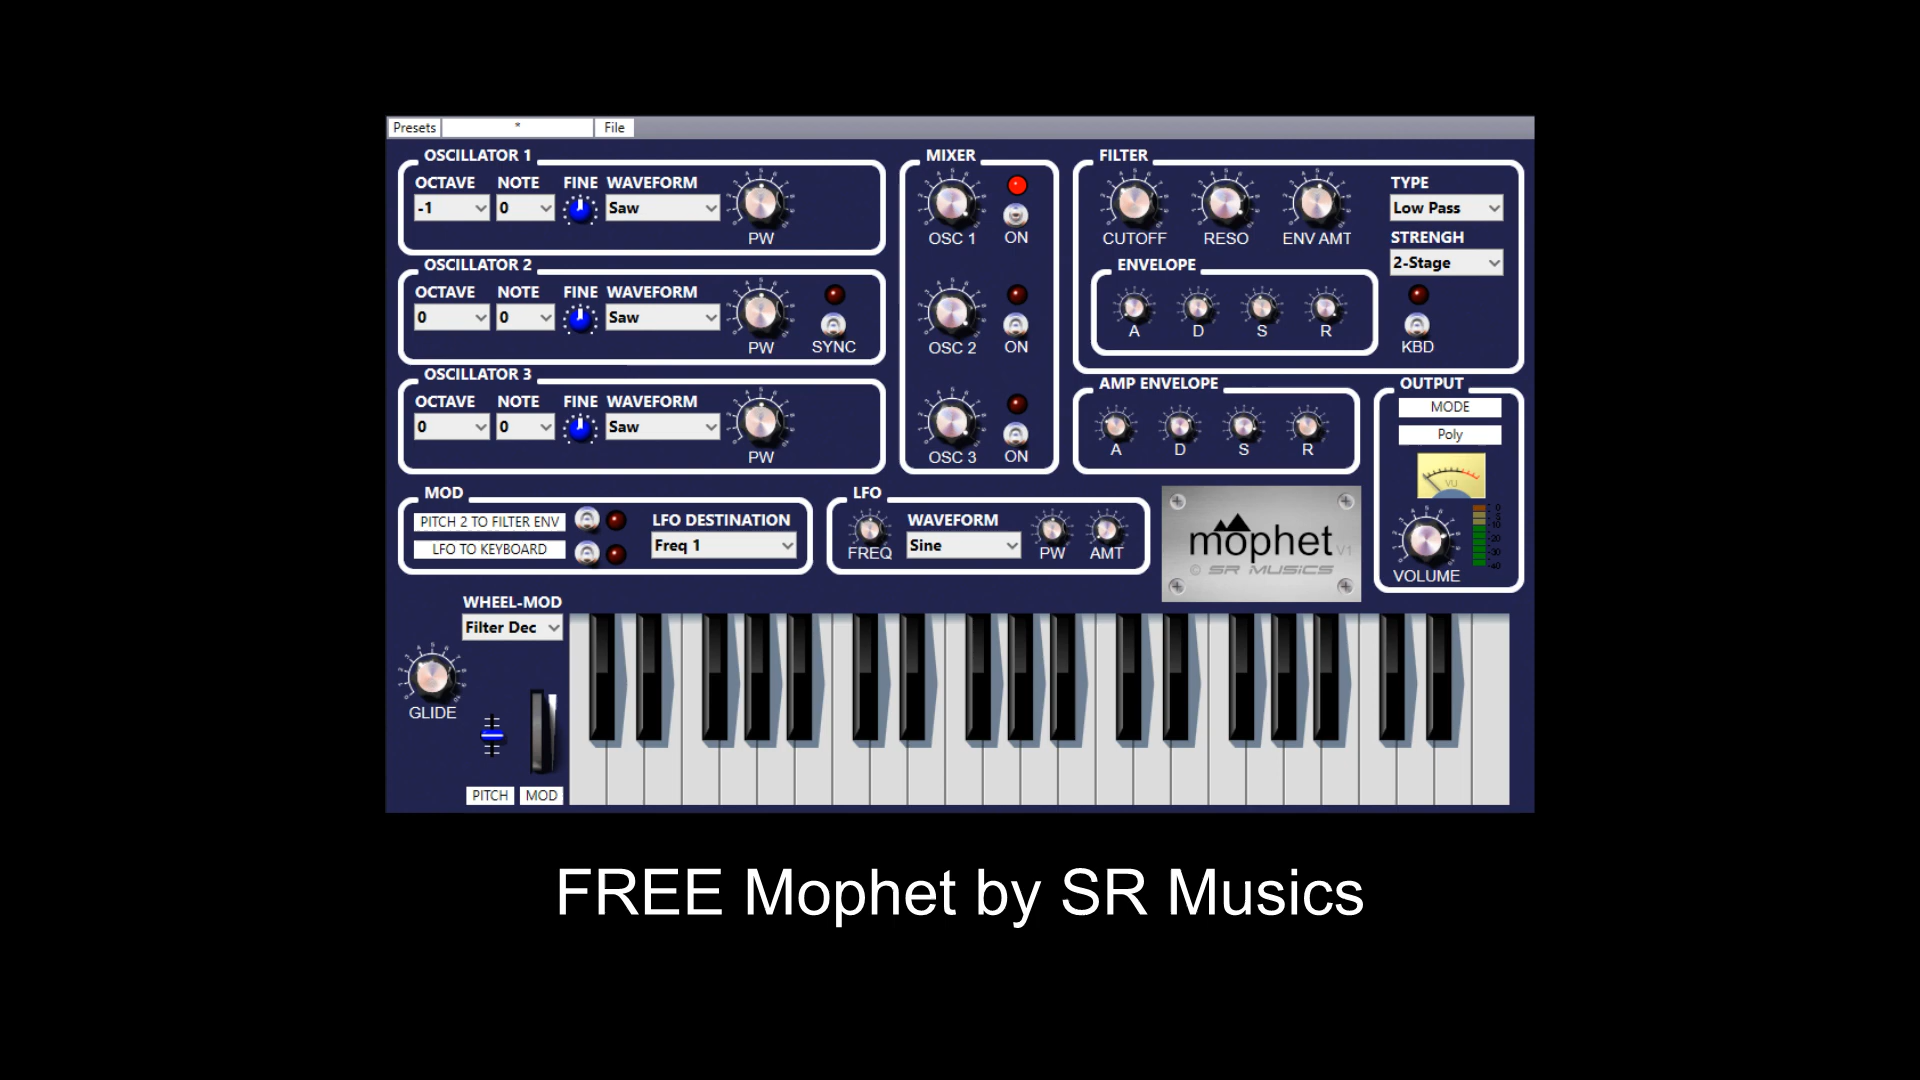 Presets * File
OSCILLATOR 1
OCTAVE NOTE FINE WAVEFORM
-1 0 Saw
PW
OSCILLATOR 2
OCTAVE NOTE FINE WAVEFORM
0 0 Saw
PW SYNC
OSCILLATOR 3
OCTAVE NOTE FINE WAVEFORM
0 0 Saw
PW
MIXER
OSC 1 ON
OSC 2 ON
OSC 3 ON
FILTER
CUTOFF RESO ENV AMT
TYPE
Low Pass
STRENGH
2-Stage
KBD
ENVELOPE
A D S R
AMP ENVELOPE
A D S R
OUTPUT
MODE
Poly
VU
VOLUME
MOD
PITCH 2 TO FILTER ENV
LFO TO KEYBOARD
LFO DESTINATION
Freq 1
LFO
FREQ
WAVEFORM
Sine
PW AMT
mophet V1
© SR MUSICS
WHEEL-MOD
Filter Dec
GLIDE
PITCH MOD
FREE Mophet by SR Musics